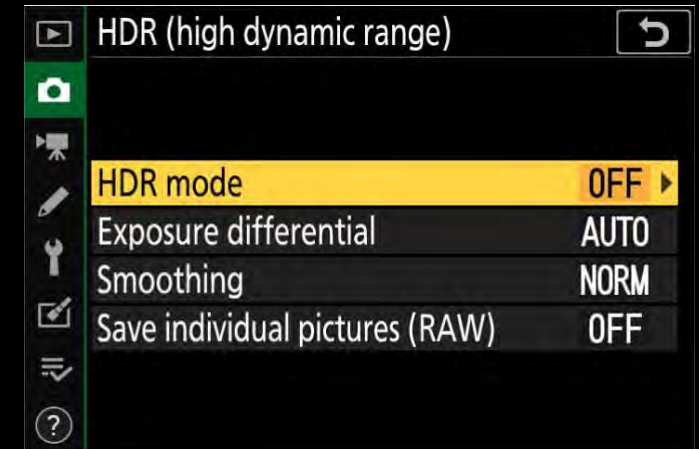 HDR (high dynamic range)
HDR mode OFF
Exposure differential AUTO
Smoothing NORM
Save individual pictures (RAW) OFF
?